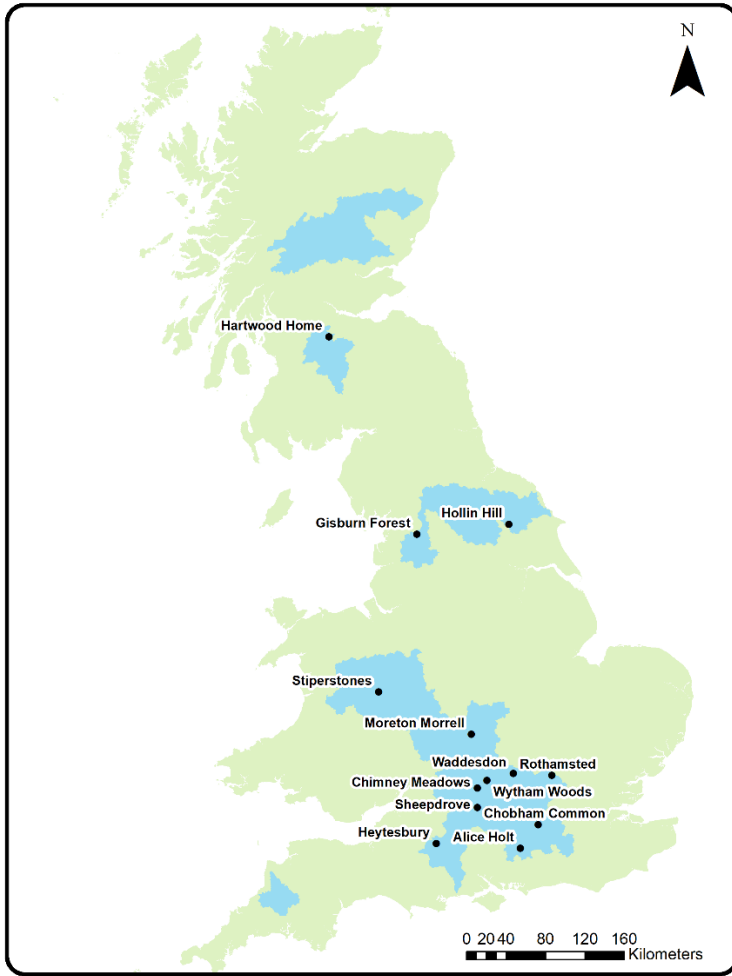 N
Hartwood Home
Hollin Hill
Gisburn Forest
Stiperstones
Moreton Morrell
Waddesdon
Rothamsted
Chimney Meadows
Wytham Woods
Sheepdrove
Chobham Common
Heytesbury
Alice Holt
0 20 40 80 120 160
Kilometers